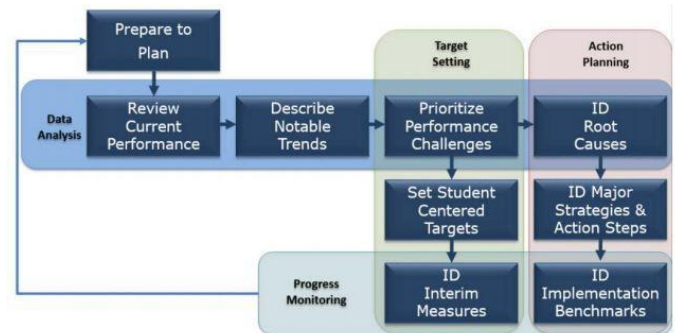 Prepare to
Plan
Target
Setting
Action
Planning
Data
Analysis
Review
Current
Performance
Describe
Notable
Trends
Prioritize
Performance
Challenges
ID
Root
Causes
Set Student
Centered
Targets
ID Major
Strategies &
Action Steps
Progress
Monitoring
ID
Interim
Measures
ID
Implementation
Benchmarks